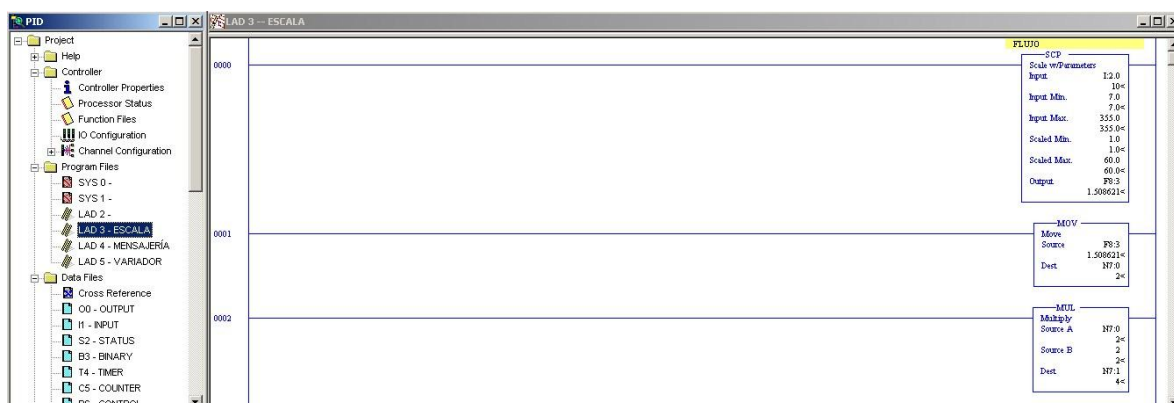 PID
Project
Help
Controller
Controller Properties
Processor Status
Function Files
IO Configuration
Channel Configuration
Program Files
SYS 0 -
SYS 1 -
LAD 2 -
LAD 3 - ESCALA
LAD 4 - MENSAJERÍA
LAD 5 - VARIADOR
Data Files
Cross Reference
O0 - OUTPUT
I1 - INPUT
S2 - STATUS
B3 - BINARY
T4 - TIMER
C5 - COUNTER
R6 - CONTROL
LAD 3 -- ESCALA
FLUJO
0000
SCP
Scale w/Parameters
Input I:2.0
10<
Input Min. 7.0
7.0<
Input Max. 355.0
355.0<
Scaled Min. 1.0
1.0<
Scaled Max. 60.0
60.0<
Output F8:3
1.508621<
0001
MOV
Move
Source F8:3
1.508621<
Dest N7:0
2<
0002
MUL
Multiply
Source A N7:0
2<
Source B 2
2<
Dest N7:1
4<